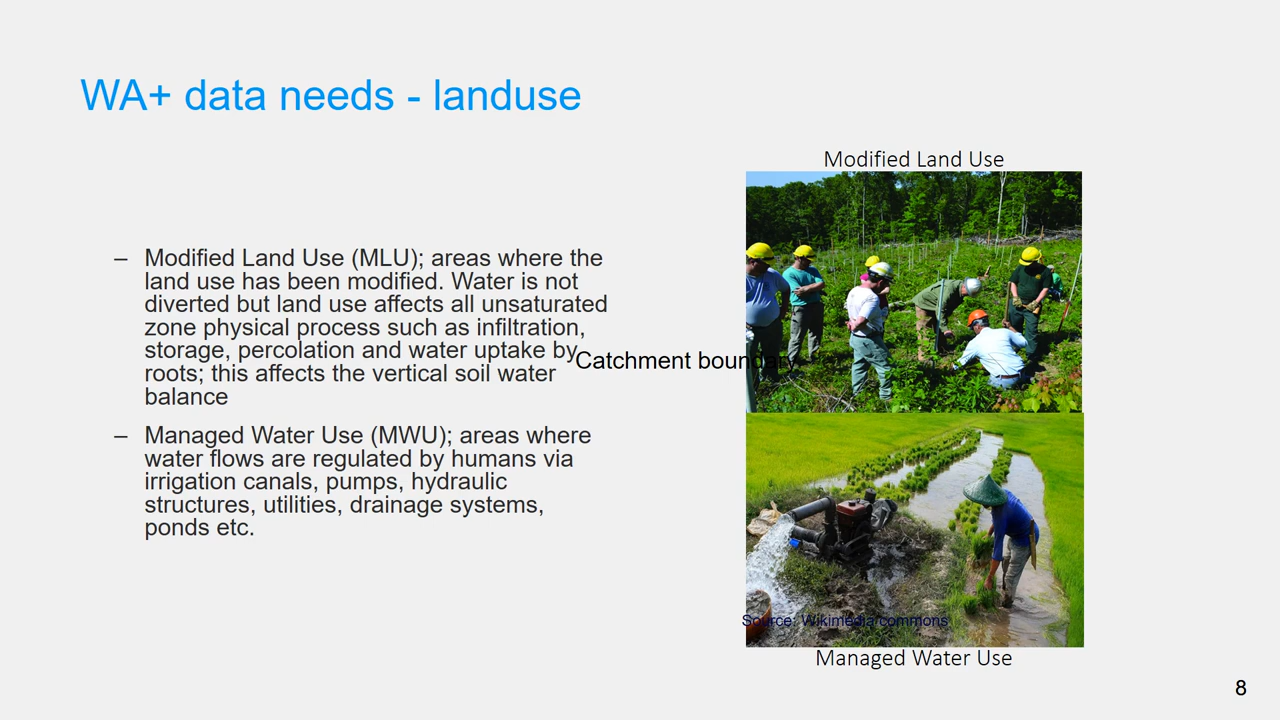 WA+ data needs - landuse
Modified Land Use
– Modified Land Use (MLU); areas where the
land use has been modified. Water is not
diverted but land use affects all unsaturated
zone physical process such as infiltration,
storage, percolation and water uptake by
roots; this affects the vertical soil water
balance
Catchment boundary
– Managed Water Use (MWU); areas where
water flows are regulated by humans via
irrigation canals, pumps, hydraulic
structures, utilities, drainage systems,
ponds etc.
Source: Wikimedia commons
Managed Water Use
8